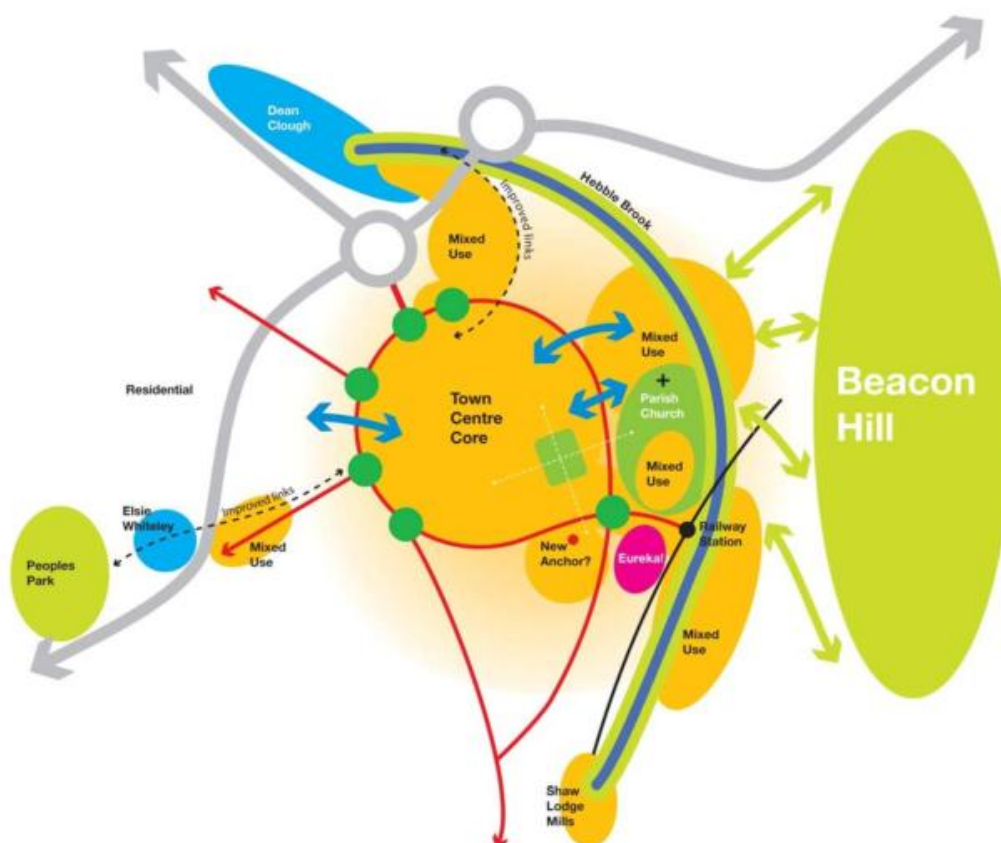 Dean
Clough
Improved links
Hebble Brook
Mixed
Use
Mixed
Use
Beacon
Hill
Residential
Town
Centre
Core
Parish
Church
Mixed
Use
Improved links
Elsie
Whiteley
Mixed
Use
Peoples
Park
New
Anchor?
Eureka!
Railway
Station
Mixed
Use
Shaw
Lodge
Mills